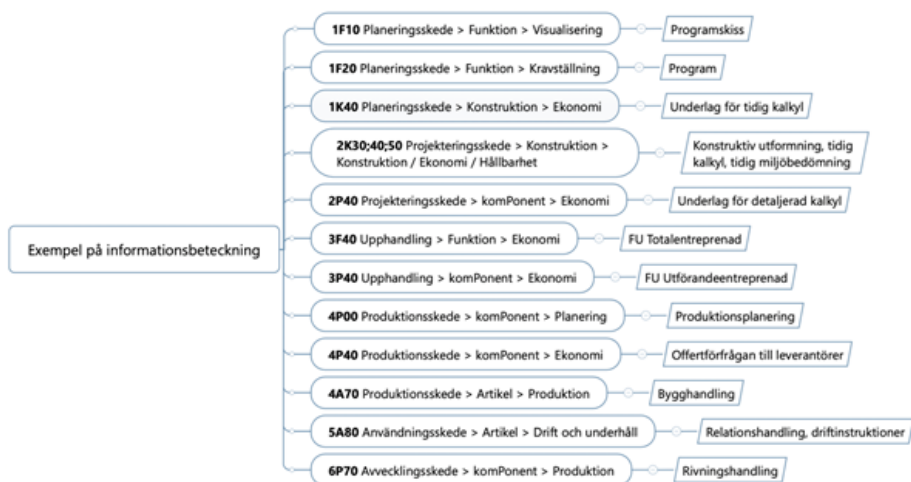 1F10 Planeringsskede > Funktion > Visualisering
Programskiss
1F20 Planeringsskede > Funktion > Kravställning
Program
1K40 Planeringsskede > Konstruktion > Ekonomi
Underlag för tidig kalkyl
2K30;40;50 Projekteringsskede > Konstruktion >
Konstruktion / Ekonomi / Hållbarhet
Konstruktiv utformning, tidig
kalkyl, tidig miljöbedömning
2P40 Projekteringsskede > komPonent > Ekonomi
Underlag för detaljerad kalkyl
Exempel på informationsbeteckning
3F40 Upphandling > Funktion > Ekonomi
FU Totalentreprenad
3P40 Upphandling > komPonent > Ekonomi
FU Utförandeentreprenad
4P00 Produktionsskede > komPonent > Planering
Produktionsplanering
4P40 Produktionsskede > komPonent > Ekonomi
Offertförfrågan till leverantörer
4A70 Produktionsskede > Artikel > Produktion
Bygghandling
5A80 Användningsskede > Artikel > Drift och underhåll
Relationshandling, driftinstruktioner
6P70 Avvecklingsskede > komPonent > Produktion
Rivningshandling